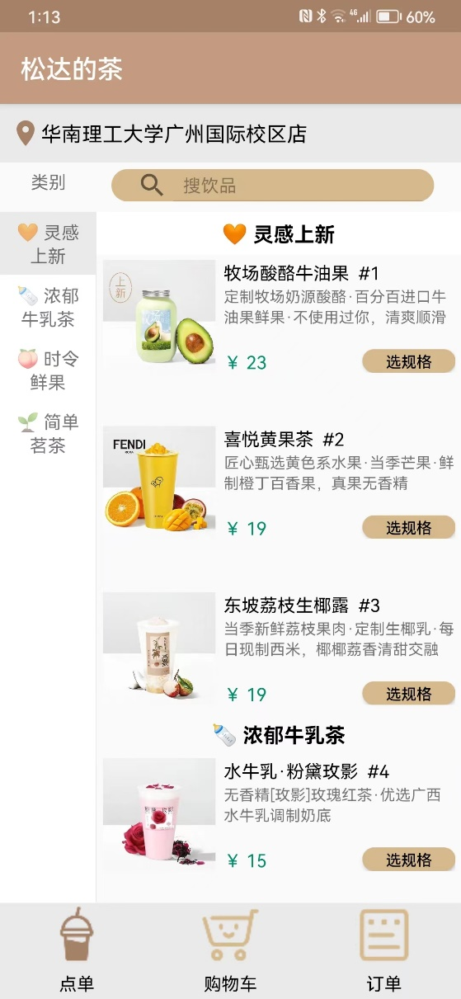 1:13
4G
60%
松达的茶
华南理工大学广州国际校区店
类别
搜饮品
灵感
上新
浓郁
牛乳茶
时令
鲜果
简单
茗茶
灵感上新
上
新
牧场酸酪牛油果 #1
定制牧场奶源酸酪·百分百进口牛
油果鲜果·不使用过你，清爽顺滑
¥ 23
选规格
FENDI
喜悦黄果茶 #2
匠心甄选黄色系水果·当季芒果·鲜
制橙丁百香果，真果无香精
¥ 19
选规格
东坡荔枝生椰露 #3
当季新鲜荔枝果肉·定制生椰乳·每
日现制西米，椰椰荔香清甜交融
¥ 19
选规格
浓郁牛乳茶
水牛乳·粉黛玫影 #4
无香精[玫影]玫瑰红茶·优选广西
水牛乳调制奶底
¥ 15
选规格
点单
购物车
订单